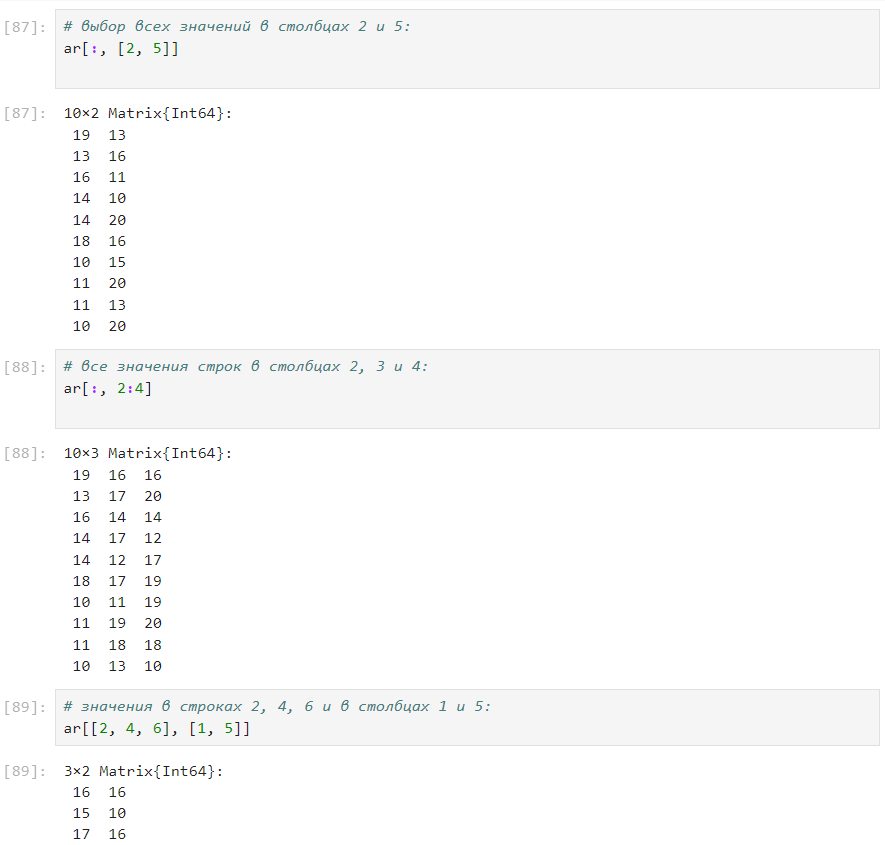 [87]: # выбор всех значений в столбцах 2 и 5:
ar[:, [2, 5]]
[87]: 10×2 Matrix{Int64}:
19 13
13 16
16 11
14 10
14 20
18 16
10 15
11 20
11 13
10 20
[88]: # все значения строк в столбцах 2, 3 и 4:
ar[:, 2:4]
[88]: 10×3 Matrix{Int64}:
19 16 16
13 17 20
16 14 14
14 17 12
14 12 17
18 17 19
10 11 19
11 19 20
11 18 18
10 13 10
[89]: # значения в строках 2, 4, 6 и в столбцах 1 и 5:
ar[[2, 4, 6], [1, 5]]
[89]: 3×2 Matrix{Int64}:
16 16
15 10
17 16